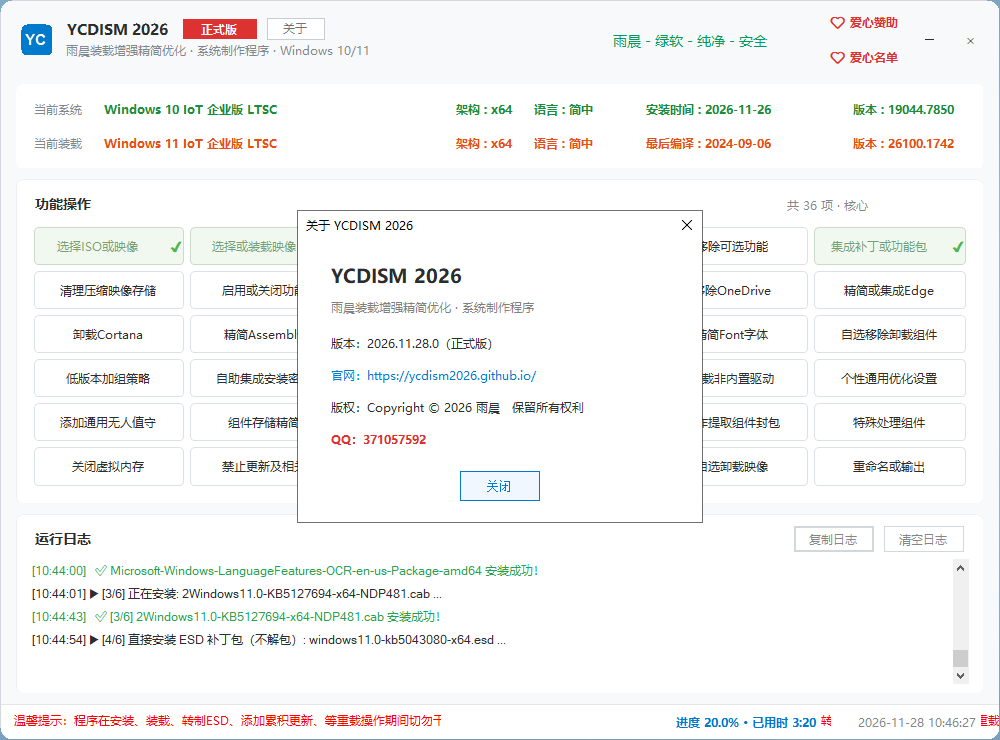 YC YCDISM 2026 正式版 关于
雨晨装载增强精简优化 · 系统制作程序 · Windows 10/11
雨晨 - 绿软 - 纯净 - 安全
爱心赞助
爱心名单
当前系统 Windows 10 IoT 企业版 LTSC 架构：x64 语言：简中 安装时间：2026-11-26 版本：19044.7850
当前装载 Windows 11 IoT 企业版 LTSC 架构：x64 语言：简中 最后编译：2024-09-06 版本：26100.1742
功能操作 共 36 项 · 核心
选择ISO或映像 选择或装载映像 移除可选功能 集成补丁或功能包
清理压缩映像存储 启用或关闭功能 移除OneDrive 精简或集成Edge
卸载Cortana 精简Assembl 精简Font字体 自选移除卸载组件
低版本加组策略 自助集成安装密 载非内置驱动 个性通用优化设置
添加通用无人值守 组件存储精简 提取组件封包 特殊处理组件
关闭虚拟内存 禁止更新及相关 自选卸载映像 重命名或输出
关于 YCDISM 2026
YCDISM 2026
雨晨装载增强精简优化 · 系统制作程序
版本：2026.11.28.0（正式版）
官网：https://ycdism2026.github.io/
版权：Copyright © 2026 雨晨 保留所有权利
QQ：371057592
关闭
运行日志 复制日志 清空日志
[10:44:00] ✅ Microsoft-Windows-LanguageFeatures-OCR-en-us-Package-amd64 安装成功!
[10:44:01] ▶ [3/6] 正在安装: 2Windows11.0-KB5127694-x64-NDP481.cab ...
[10:44:43] ✅ [3/6] 2Windows11.0-KB5127694-x64-NDP481.cab 安装成功!
[10:44:54] ▶ [4/6] 直接安装 ESD 补丁包（不解包）: windows11.0-kb5043080-x64.esd ...
温馨提示：程序在安装、装载、转制ESD、添加累积更新、等重载操作期间切勿干 进度 20.0% • 已用时 3:20 转 2026-11-28 10:46:27 重载